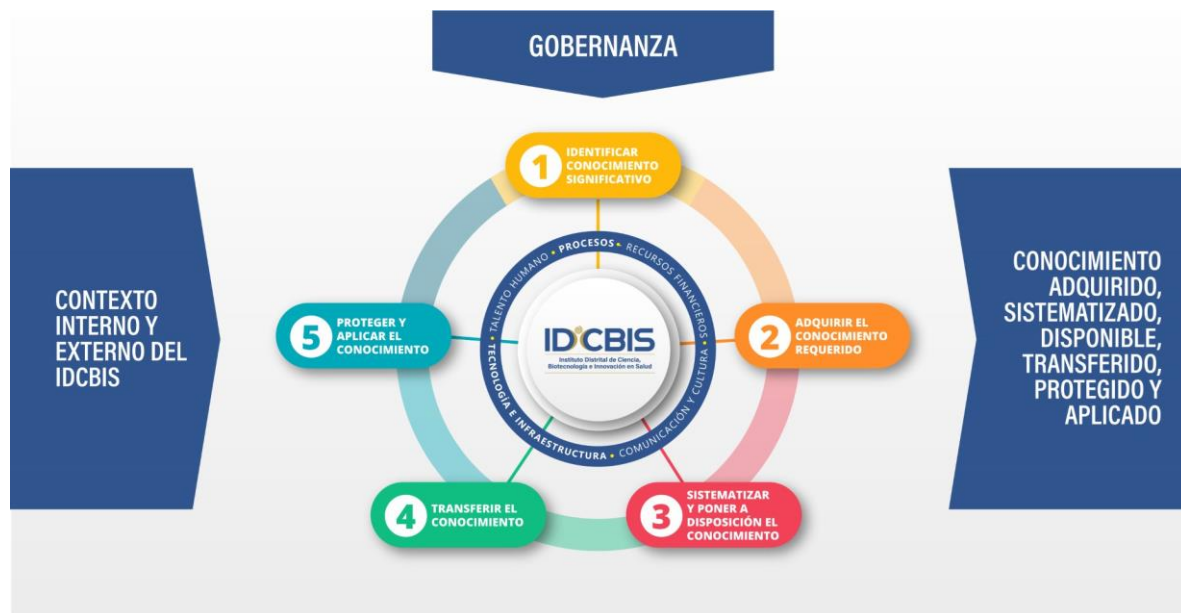 GOBERNANZA
1
IDENTIFICAR
CONOCIMIENTO
SIGNIFICATIVO
CONTEXTO
INTERNO Y
EXTERNO DEL
IDCBIS
TECNOLOGÍA E INFRAESTRUCTURA • TALENTO HUMANO • PROCESOS • RECURSOS FINANCIEROS • COMUNICACIÓN Y CULTURA •
IDCBIS
Instituto Distrital de Ciencia,
Biotecnología e Innovación en Salud
2
ADQUIRIR EL
CONOCIMIENTO
REQUERIDO
3
SISTEMATIZAR
Y PONER A
DISPOSICIÓN EL
CONOCIMIENTO
4
TRANSFERIR EL
CONOCIMIENTO
5
PROTEGER Y
APLICAR EL
CONOCIMIENTO
CONOCIMIENTO
ADQUIRIDO,
SISTEMATIZADO,
DISPONIBLE,
TRANSFERIDO,
PROTEGIDO Y
APLICADO